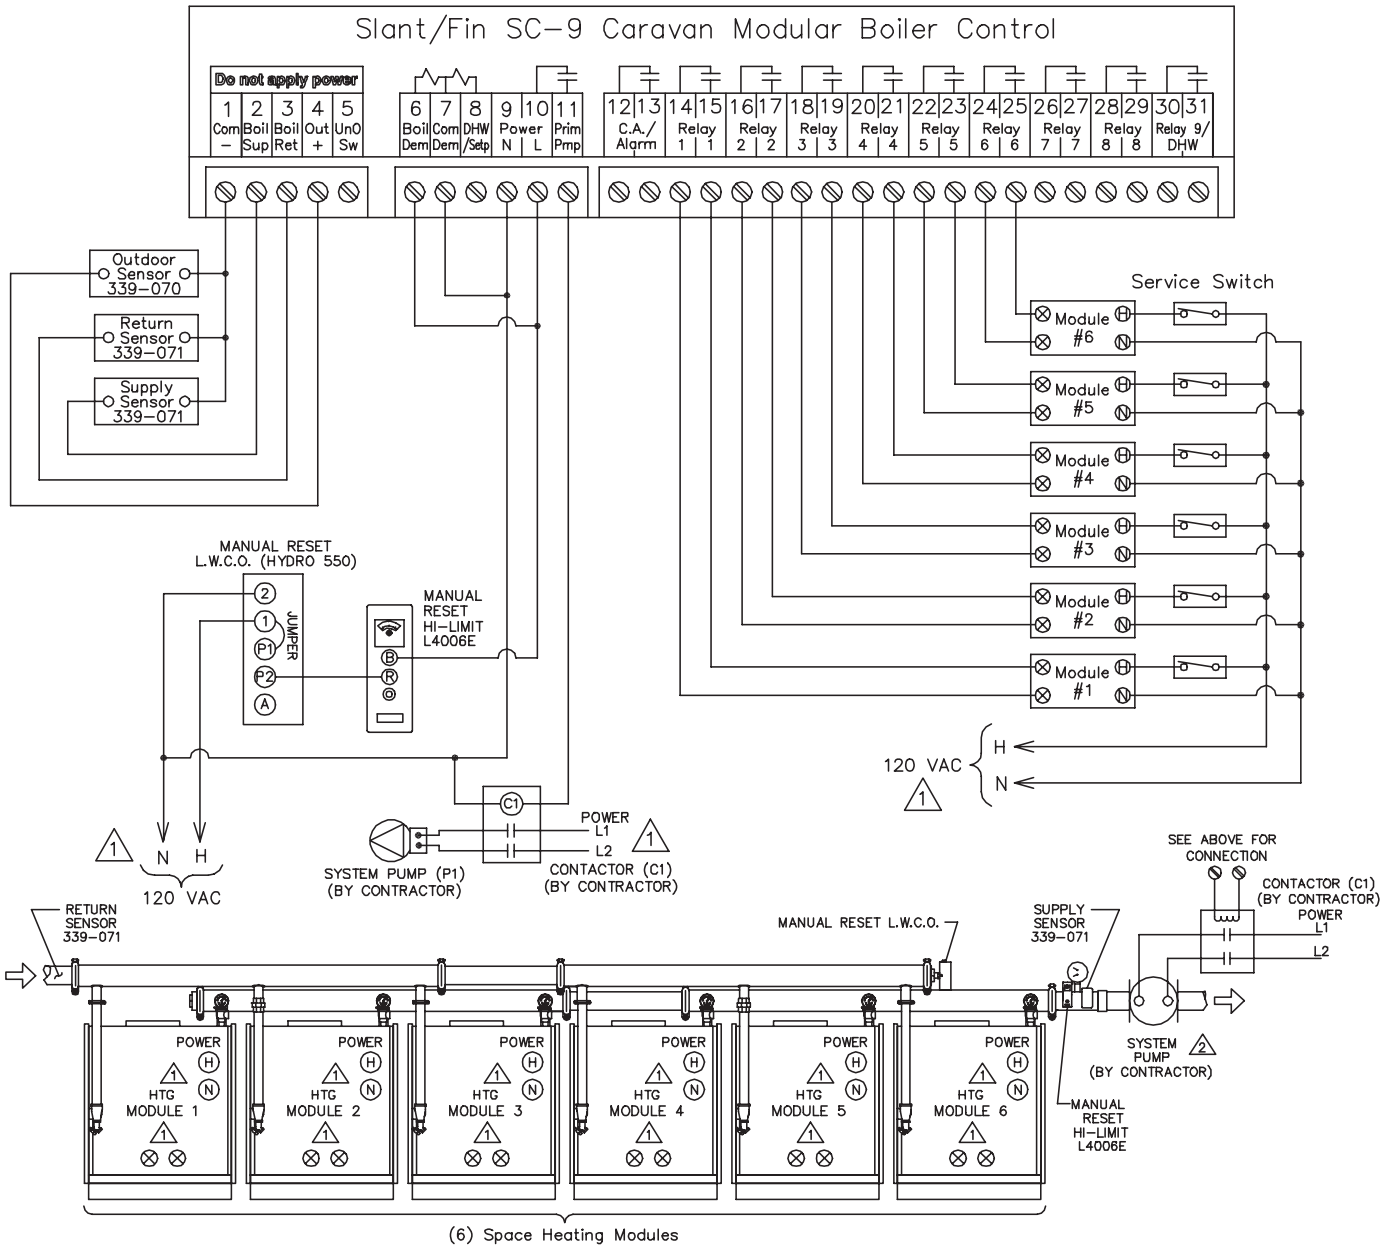 Slant/Fin SC-9 Caravan Modular Boiler Control
Do not apply power
1 2 3 4 5 6 7 8 9 10 11 12 13 14 15 16 17 18 19 20 21 22 23 24 25 26 27 28 29 30 31
Com - Boil Sup Boil Ret Out + UnO Sw
Boil Dem Com Dem DHW /Setp Power N L Prim Pmp
C.A./ Alarm
Relay 1 1
Relay 2 2
Relay 3 3
Relay 4 4
Relay 5 5
Relay 6 6
Relay 7 7
Relay 8 8
Relay 9/ DHW
Outdoor
Sensor
339-070
Return
Sensor
339-071
Supply
Sensor
339-071
Service Switch
Module H
#6 N
Module H
#5 N
Module H
#4 N
Module H
#3 N
Module H
#2 N
Module H
#1 N
H
120 VAC
N
1
MANUAL RESET
L.W.C.O. (HYDRO 550)
2
1
P1
P2
A
JUMPER
MANUAL
RESET
HI-LIMIT
L4006E
B
R
C1
POWER
L1
L2
1
CONTACTOR (C1)
(BY CONTRACTOR)
SYSTEM PUMP (P1)
(BY CONTRACTOR)
1
N H
120 VAC
SEE ABOVE FOR
CONNECTION
CONTACTOR (C1)
(BY CONTRACTOR)
POWER
L1
L2
RETURN
SENSOR
339-071
MANUAL RESET L.W.C.O.
SUPPLY
SENSOR
339-071
SYSTEM
PUMP
(BY CONTRACTOR)
2
MANUAL
RESET
HI-LIMIT
L4006E
POWER
H
1
N
HTG
MODULE 1
1
POWER
H
1
N
HTG
MODULE 2
1
POWER
H
1
N
HTG
MODULE 3
1
POWER
H
1
N
HTG
MODULE 4
1
POWER
H
1
N
HTG
MODULE 5
1
POWER
H
1
N
HTG
MODULE 6
1
(6) Space Heating Modules